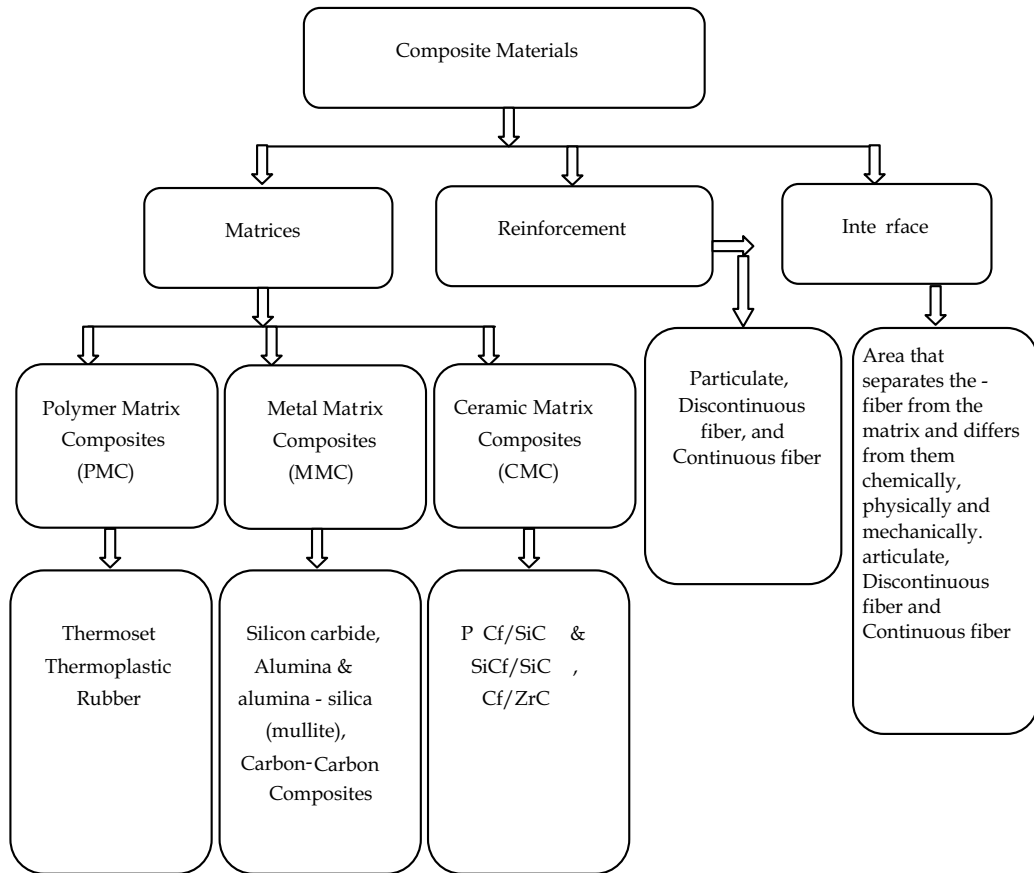 Composite Materials
Matrices
Reinforcement
Inte rface
Polymer Matrix
Composites
(PMC)
Metal Matrix
Composites
(MMC)
Ceramic Matrix
Composites
(CMC)
Particulate,
Discontinuous
fiber, and
Continuous fiber
Area that
separates the -
fiber from the
matrix and differs
from them
chemically,
physically and
mechanically.
articulate,
Discontinuous
fiber and
Continuous fiber
Thermoset
Thermoplastic
Rubber
Silicon carbide,
Alumina &
alumina - silica
(mullite),
Carbon-Carbon
Composites
P Cf/SiC &
SiCf/SiC ,
Cf/ZrC